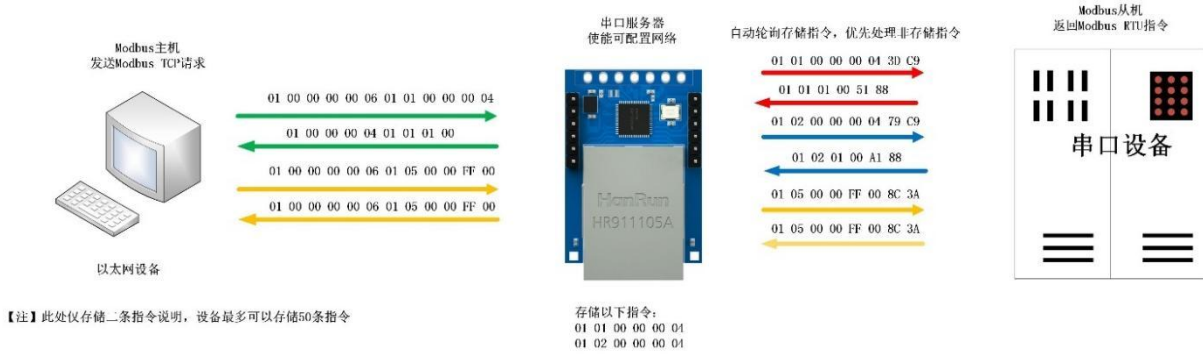 Modbus主机
发送Modbus TCP请求
01 00 00 00 00 06 01 01 00 00 00 04
01 00 00 00 04 01 01 01 00
01 00 00 00 00 06 01 05 00 00 FF 00
01 00 00 00 00 06 01 05 00 00 FF 00
以太网设备
【注】此处仅存储二条指令说明，设备最多可以存储50条指令
串口服务器
使能可配置网络
HanRun
HR911105A
存储以下指令：
01 01 00 00 00 04
01 02 00 00 00 04
自动轮询存储指令，优先处理非存储指令
01 01 00 00 00 04 3D C9
01 01 01 00 51 88
01 02 00 00 00 04 79 C9
01 02 01 00 A1 88
01 05 00 00 FF 00 8C 3A
01 05 00 00 FF 00 8C 3A
Modbus从机
返回Modbus RTU指令
串口设备